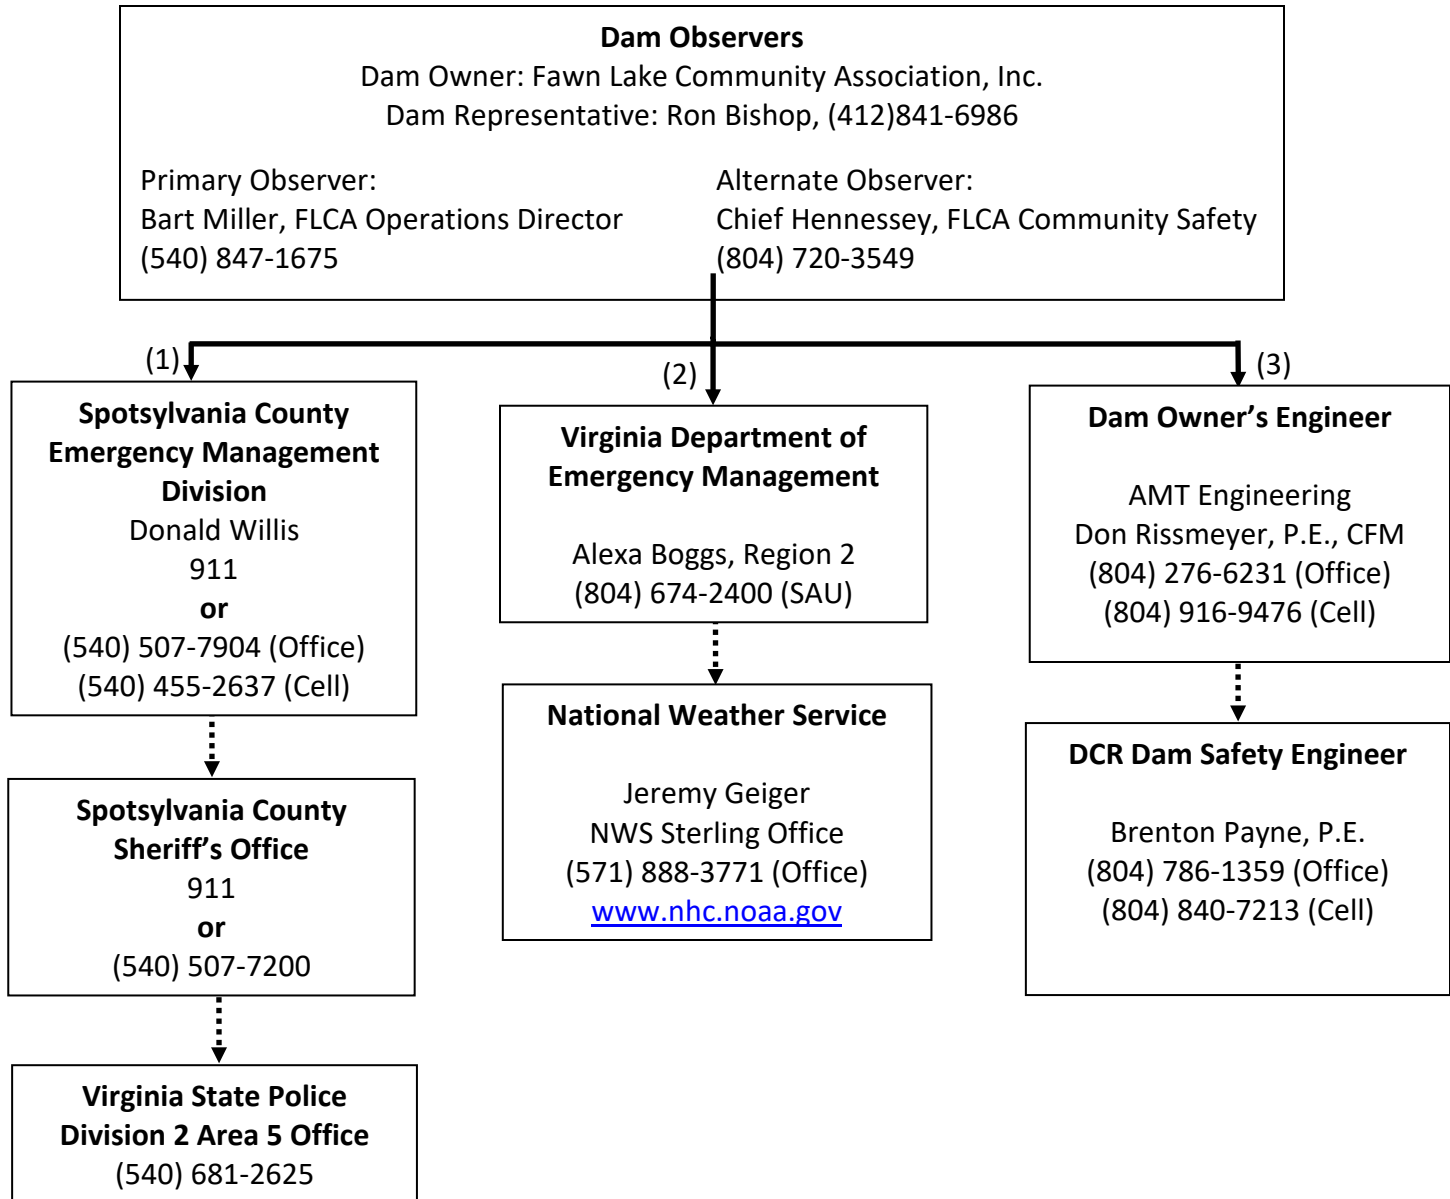 Dam Observers
Dam Owner: Fawn Lake Community Association, Inc.
Dam Representative: Ron Bishop, (412)841-6986
Primary Observer:
Bart Miller, FLCA Operations Director
(540) 847-1675
Alternate Observer:
Chief Hennessey, FLCA Community Safety
(804) 720-3549
(1)
Spotsylvania County
Emergency Management
Division
Donald Willis
911
or
(540) 507-7904 (Office)
(540) 455-2637 (Cell)
Spotsylvania County
Sheriff's Office
911
or
(540) 507-7200
Virginia State Police
Division 2 Area 5 Office
(540) 681-2625
(2)
Virginia Department of
Emergency Management
Alexa Boggs, Region 2
(804) 674-2400 (SAU)
National Weather Service
Jeremy Geiger
NWS Sterling Office
(571) 888-3771 (Office)
www.nhc.noaa.gov
(3)
Dam Owner's Engineer
AMT Engineering
Don Rissmeyer, P.E., CFM
(804) 276-6231 (Office)
(804) 916-9476 (Cell)
DCR Dam Safety Engineer
Brenton Payne, P.E.
(804) 786-1359 (Office)
(804) 840-7213 (Cell)